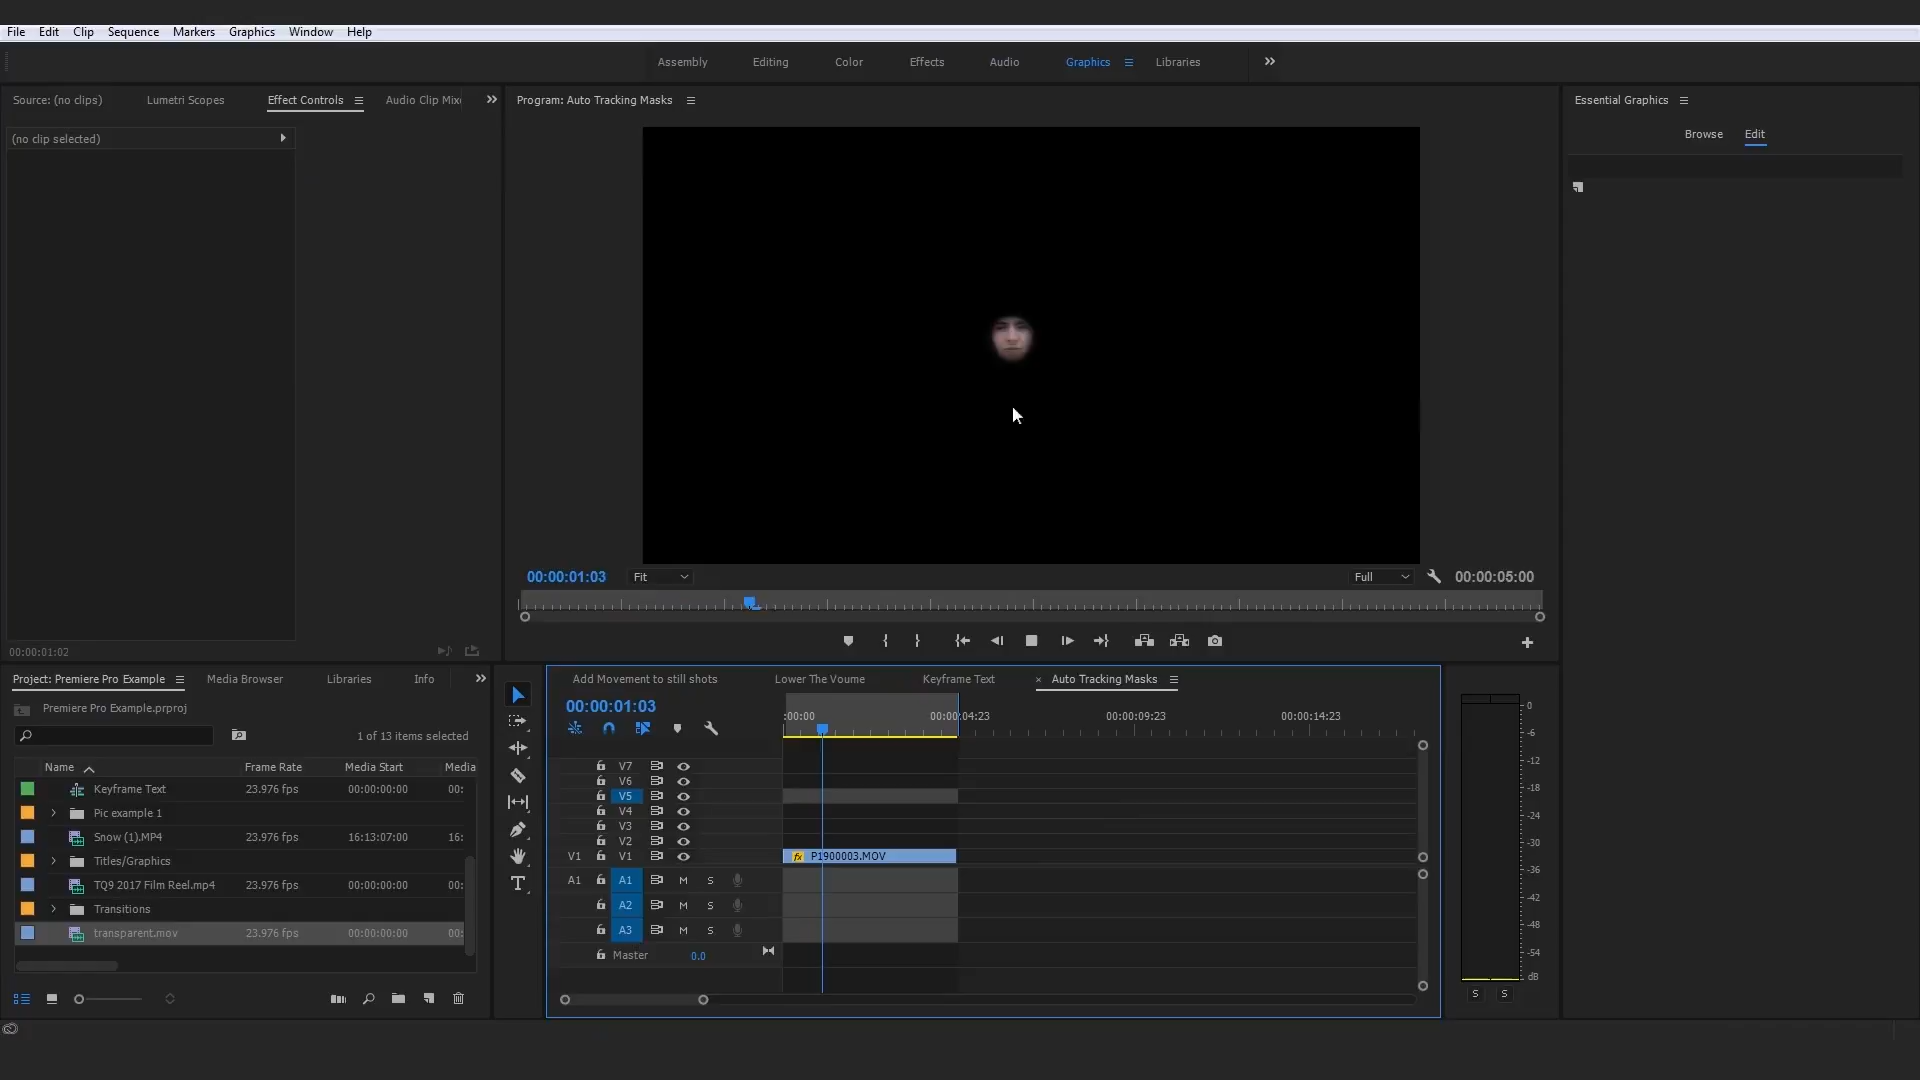 File Edit Clip Sequence Markers Graphics Window Help
Assembly Editing Color Effects Audio Graphics Libraries
Source: (no clips) Lumetri Scopes Effect Controls Audio Clip Mix
Program: Auto Tracking Masks
Essential Graphics
(no clip selected)
Browse Edit
00:00:01:03 Fit Full 00:00:05:00
00:00:01:02
Project: Premiere Pro Example Media Browser Libraries Info
Premiere Pro Example.prproj
1 of 13 items selected
Name Frame Rate Media Start Media
Keyframe Text 23.976 fps 00:00:00:00 00:
Pic example 1
Snow (1).MP4 23.976 fps 16:13:07:00 16:
Titles/Graphics
TQ9 2017 Film Reel.mp4 23.976 fps 00:00:00:00 00:
Transitions
transparent.mov 23.976 fps 00:00:00:00 00:
Add Movement to still shots Lower The Voume Keyframe Text × Auto Tracking Masks
00:00:01:03
:00:00 00:00:04:23 00:00:09:23 00:00:14:23
V7
V6
V5
V4
V3
V2
V1 V1 fx P1900003.MOV
A1 A1 M S
A2 M S
A3 M S
Master 0.0
0
-6
-12
-18
-24
-30
-36
-42
-48
-54
dB
S S